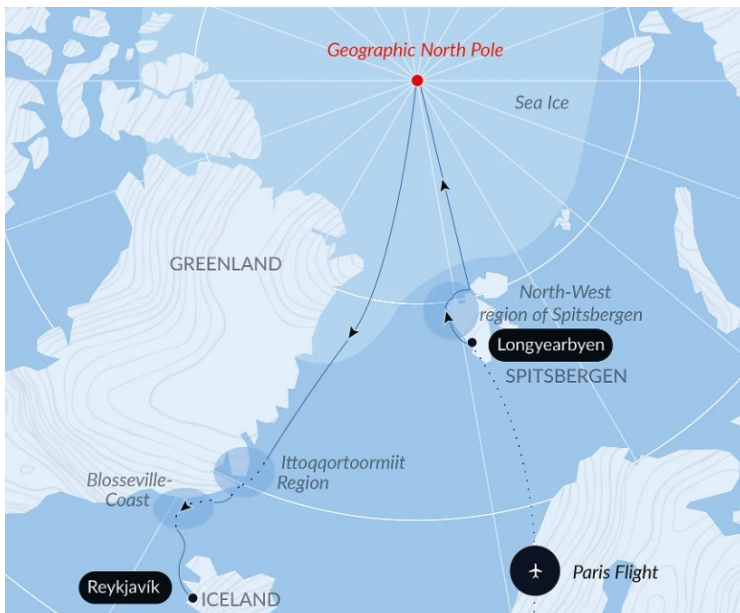 Geographic North Pole
Sea Ice
GREENLAND
North-West
region of Spitsbergen
Longyearbyen
SPITSBERGEN
Ittoqqortoormiit
Region
Blosseville-
Coast
Paris Flight
Reykjavík
ICELAND